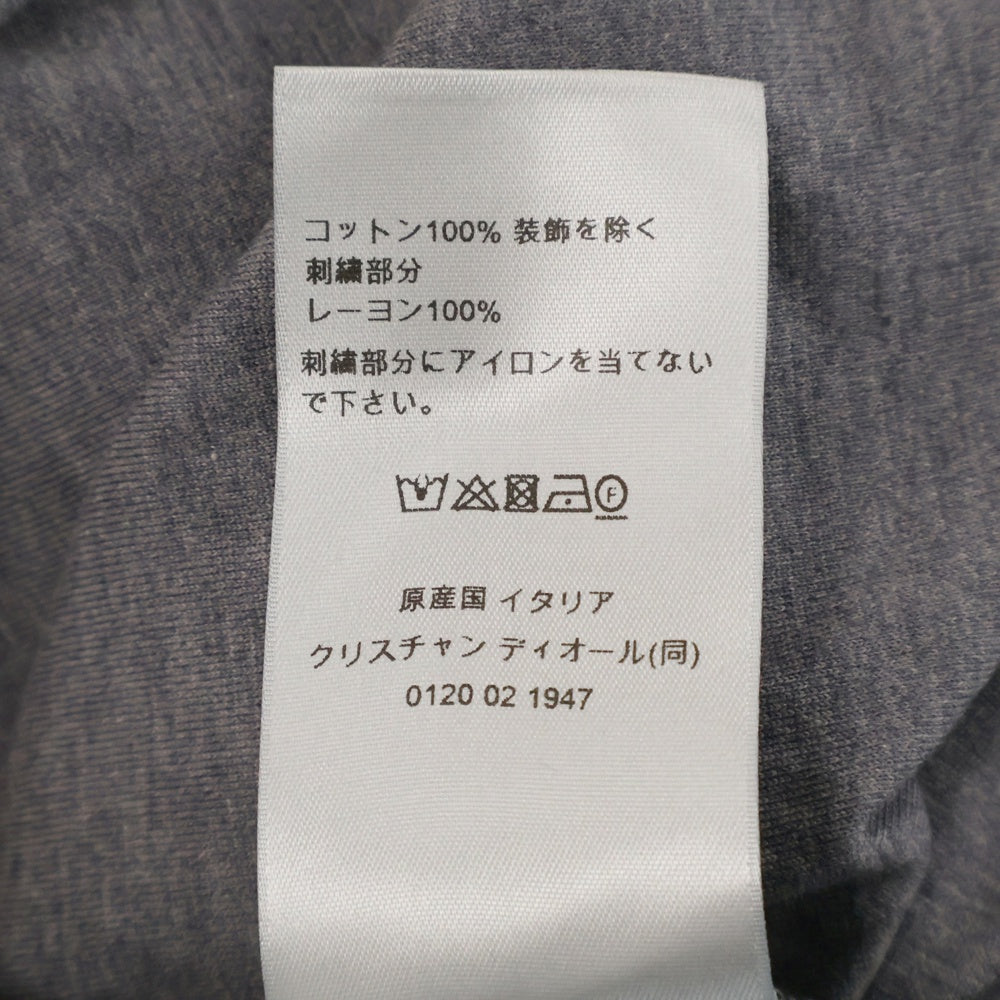 コットン100% 装飾を除く
刺繍部分
レーヨン100%
刺繍部分にアイロンを当てない
で下さい。
F
原産国 イタリア
クリスチャン ディオール(同)
0120 02 1947